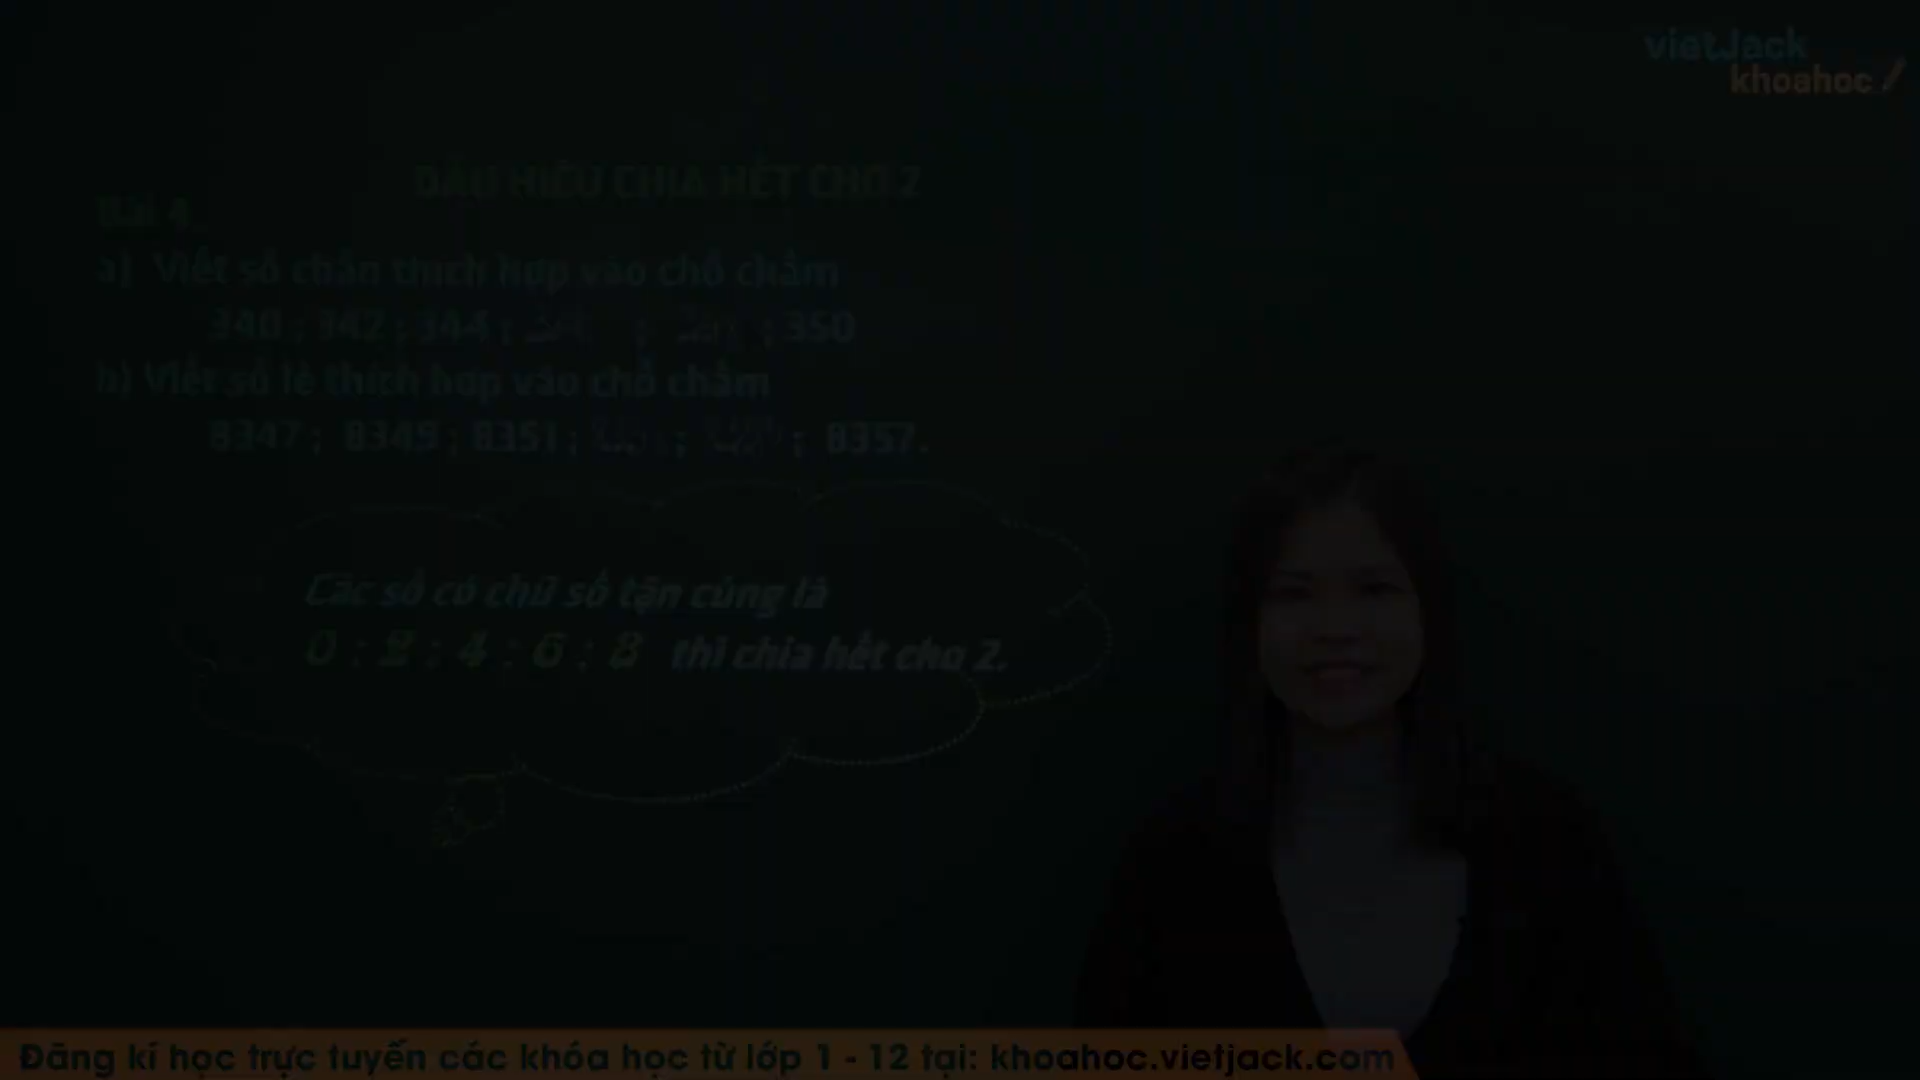 vietJack
khoahoc
DẤU HIỆU CHIA HẾT CHO 2
Bài 4
a) Viết số chẵn thích hợp vào chỗ chấm
340 ; 342 ; 344 ; ; ; 350
b) Viết số lẻ thích hợp vào chỗ chấm
8347 ; 8349 ; 8351 ; ; ; 8357.
Các số có chữ số tận cùng là
0 ; 2 ; 4 ; 6 ; 8 thì chia hết cho 2.
Đăng kí học trực tuyến các khóa học từ lớp 1 - 12 tại: khoahoc.vietjack.com